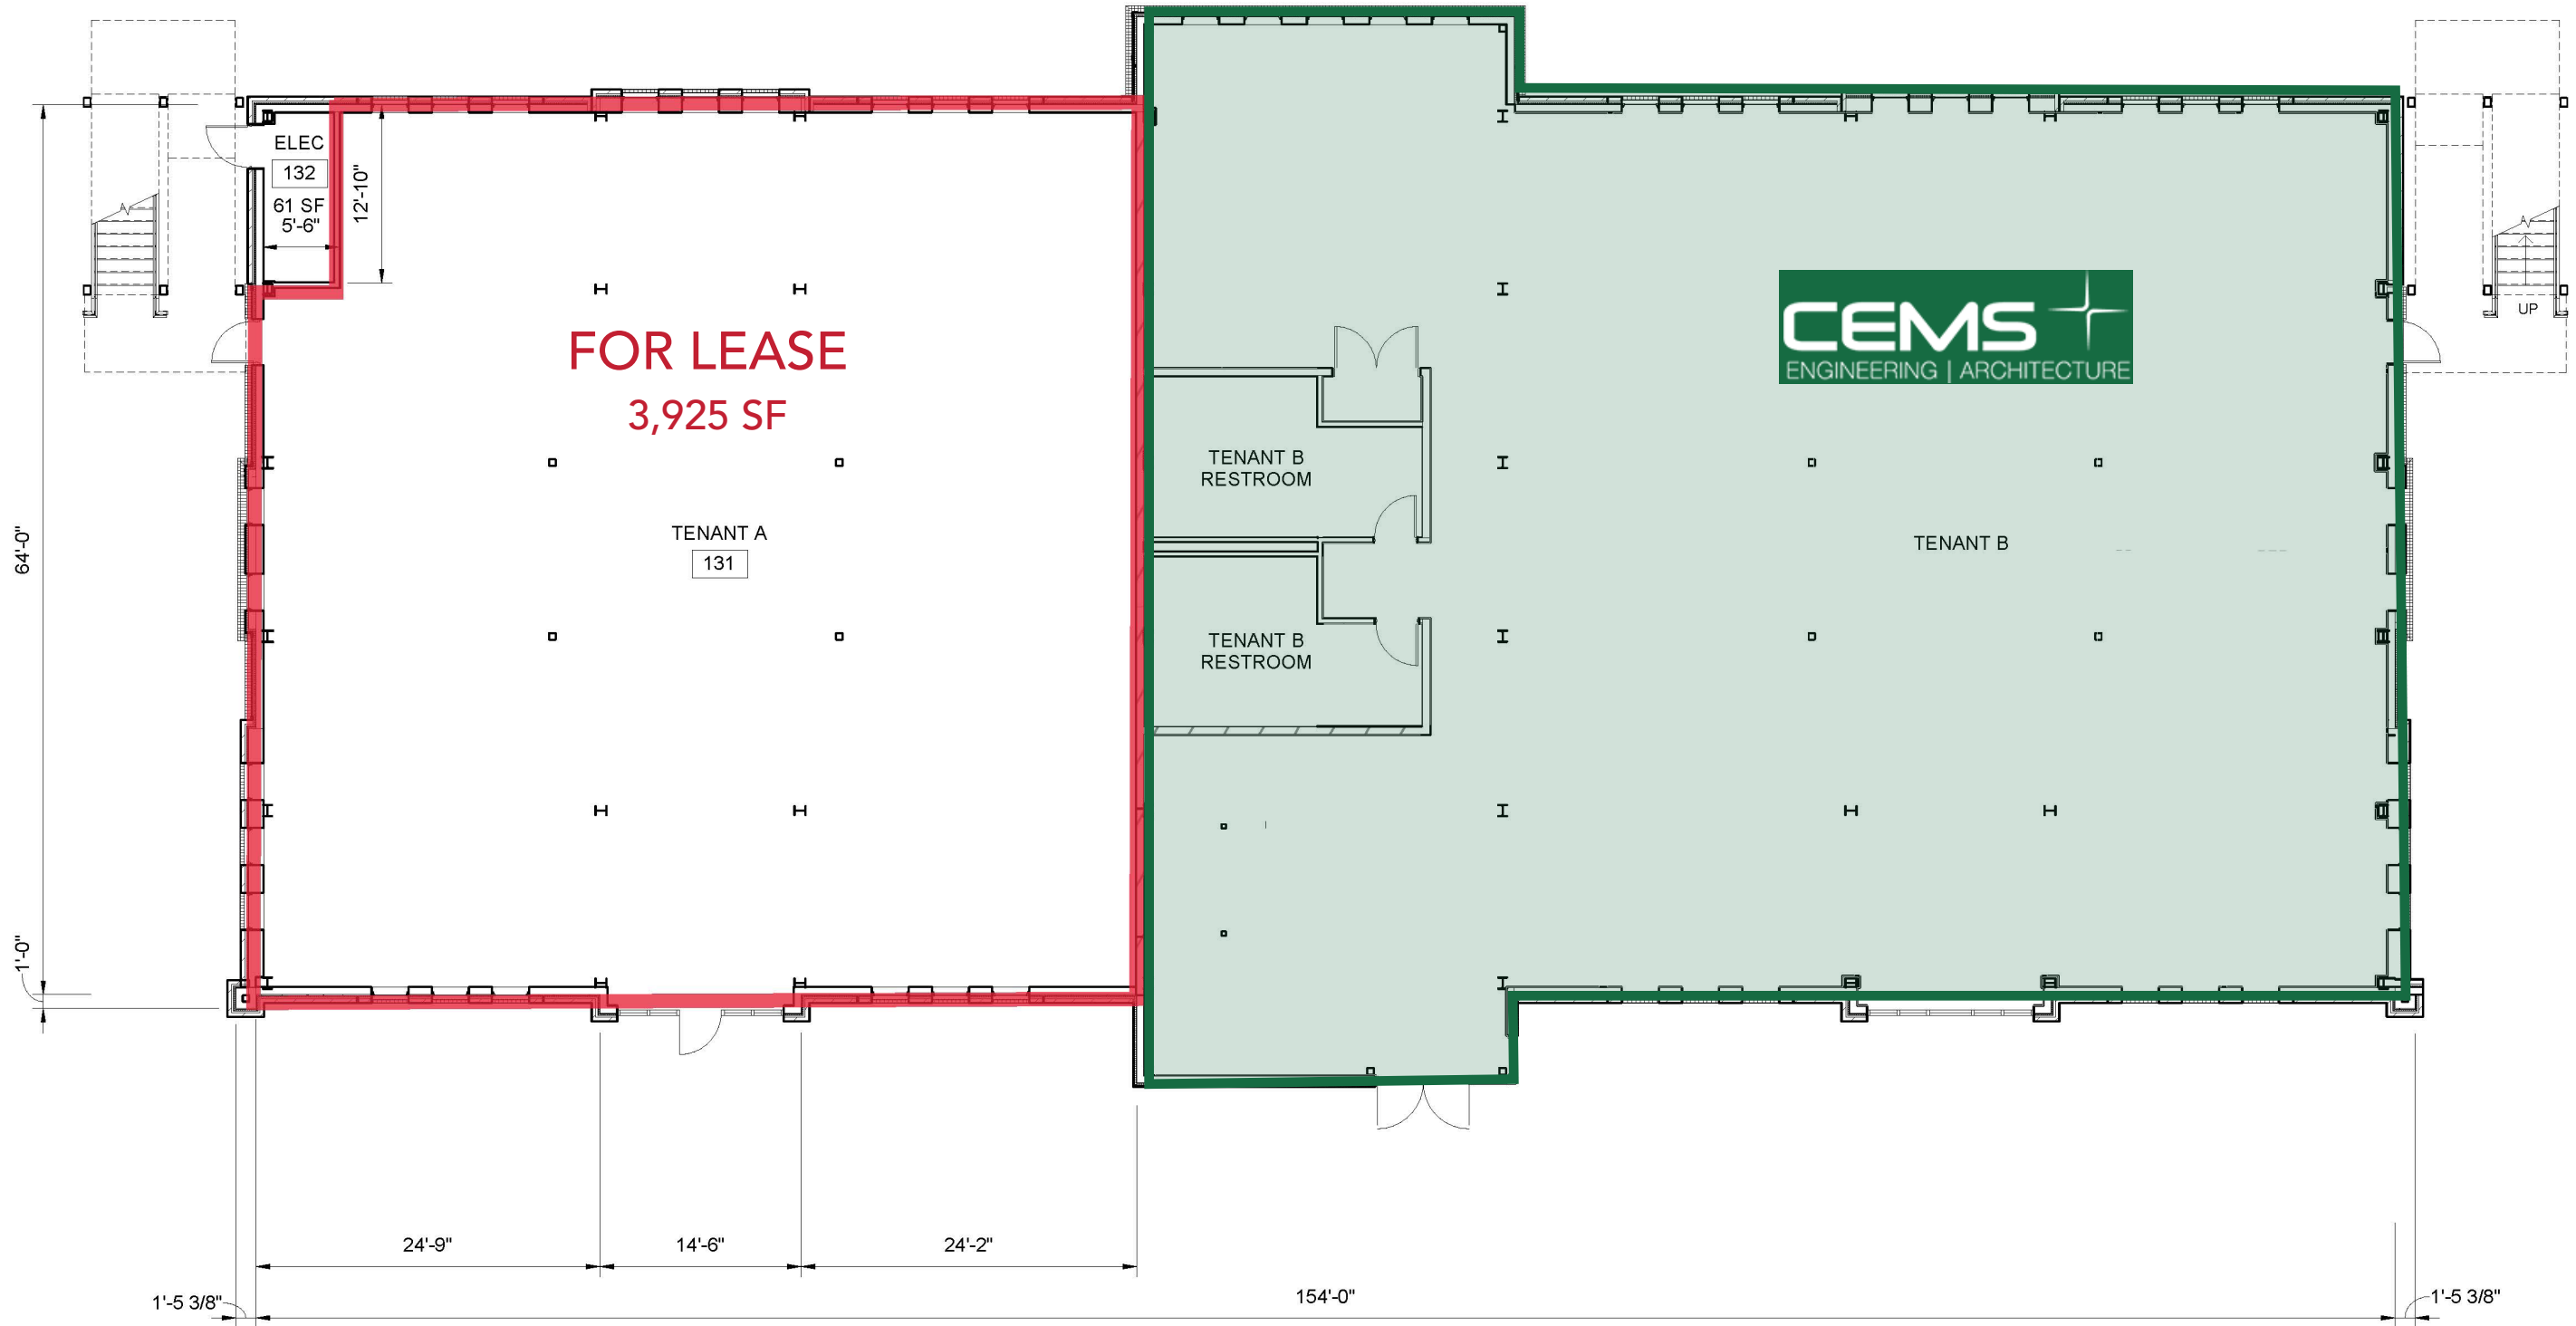 ELEC
132
61 SF
5'-6"
12'-10"
64'-0"
1'-0"
FOR LEASE
3,925 SF
TENANT A
131
TENANT B
RESTROOM
TENANT B
RESTROOM
CEMS
ENGINEERING | ARCHITECTURE
TENANT B
UP
24'-9"
14'-6"
24'-2"
1'-5 3/8"
154'-0"
1'-5 3/8"